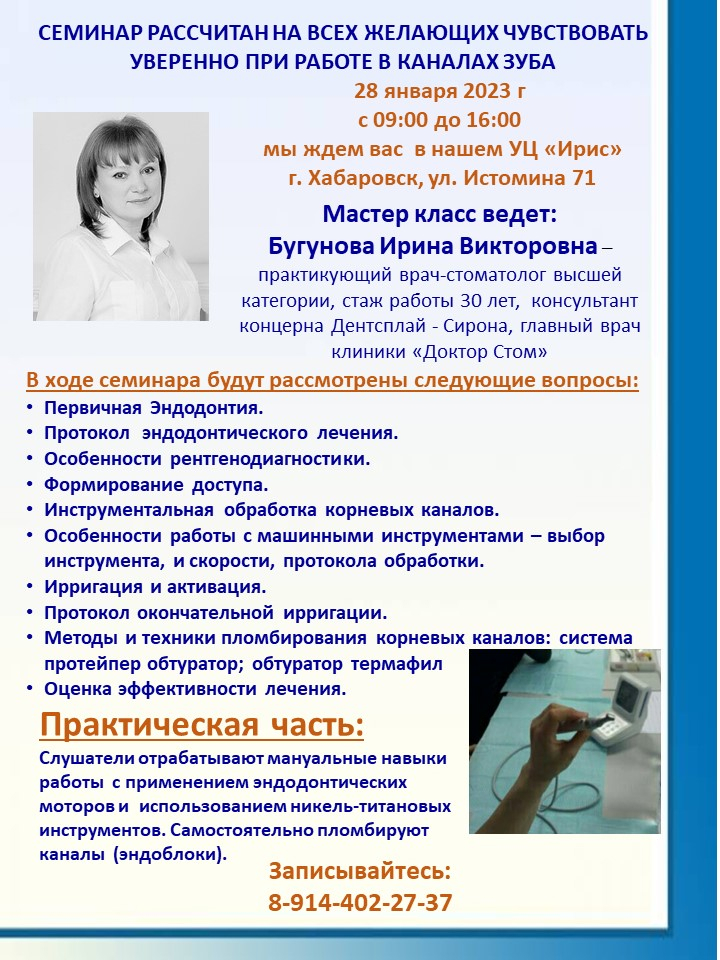 СЕМИНАР РАССЧИТАН НА ВСЕХ ЖЕЛАЮЩИХ ЧУВСТВОВАТЬ
УВЕРЕННО ПРИ РАБОТЕ В КАНАЛАХ ЗУБА
28 января 2023 г
с 09:00 до 16:00
мы ждем вас в нашем УЦ «Ирис»
г. Хабаровск, ул. Истомина 71
Мастер класс ведет:
Бугунова Ирина Викторовна –
практикующий врач-стоматолог высшей
категории, стаж работы 30 лет, консультант
концерна Дентсплай - Сирона, главный врач
клиники «Доктор Стом»
В ходе семинара будут рассмотрены следующие вопросы:
• Первичная Эндодонтия.
• Протокол эндодонтического лечения.
• Особенности рентгенодиагностики.
• Формирование доступа.
• Инструментальная обработка корневых каналов.
• Особенности работы с машинными инструментами – выбор
инструмента, и скорости, протокола обработки.
• Ирригация и активация.
• Протокол окончательной ирригации.
• Методы и техники пломбирования корневых каналов: система
протейпер обтуратор; обтуратор термафил
• Оценка эффективности лечения.
Практическая часть:
Слушатели отрабатывают мануальные навыки
работы с применением эндодонтических
моторов и использованием никель-титановых
инструментов. Самостоятельно пломбируют
каналы (эндоблоки).
Записывайтесь:
8-914-402-27-37